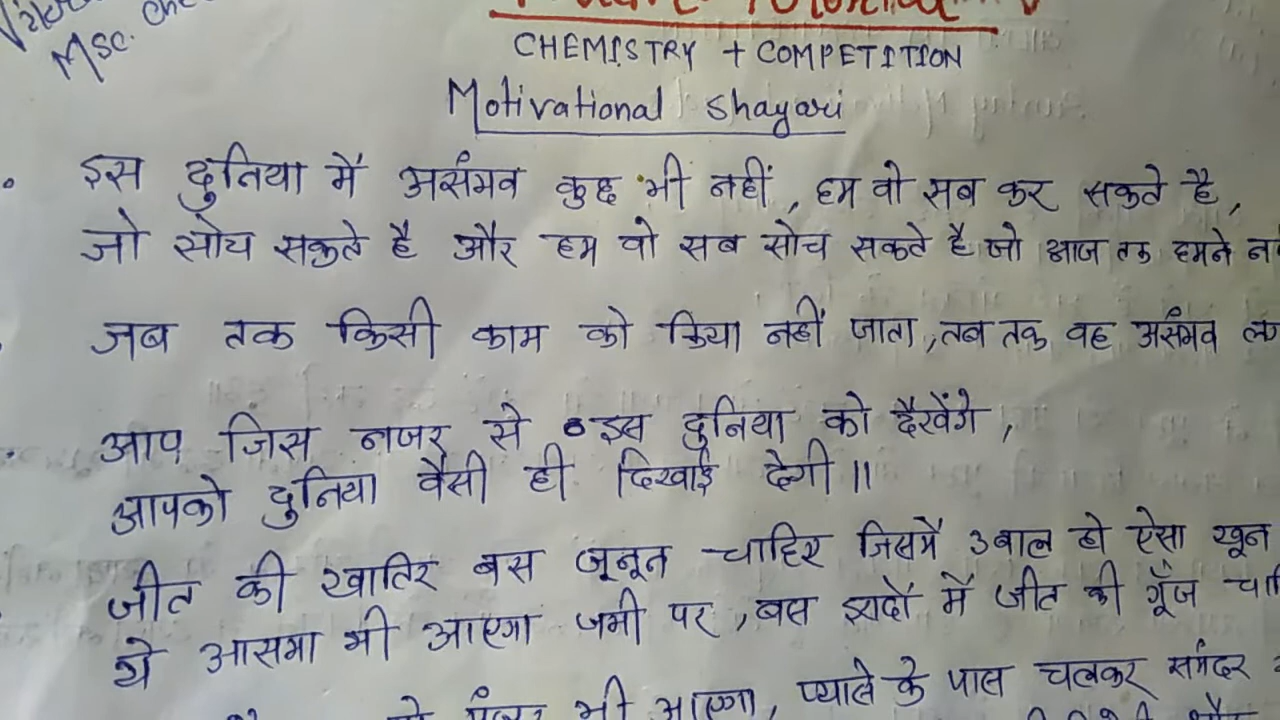 Msc.
CHEMISTRY + COMPETITION
Motivational Shayari
इस दुनिया में असंभव कुछ भी नहीं, हम वो सब कर सकते है,
जो सोच सकते है और हम वो सब सोच सकते है जो आज तक हमने
जब तक किसी काम को किया नहीं जाता, तब तक वह असंभव
आप जिस नजर से इस दुनिया को देखेंगे,
आपको दुनिया वैसी ही दिखाई देगी॥
जीत की खातिर बस जूनून चाहिए जिसमें उबाल हो ऐसा खून
ये आसमा भी आएगा जमी पर, बस इरादों में जीत की गूँज
भी आएगा, प्यासे के पास चलकर समंदर